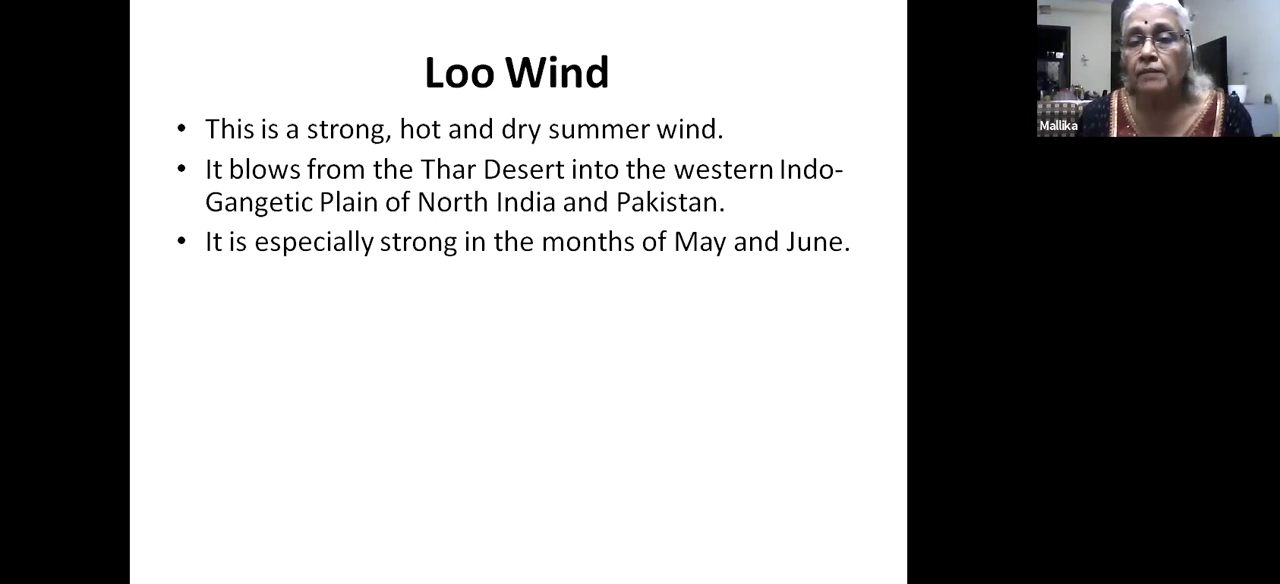 Loo Wind
• This is a strong, hot and dry summer wind.
• It blows from the Thar Desert into the western Indo-
Gangetic Plain of North India and Pakistan.
• It is especially strong in the months of May and June.
Mallika